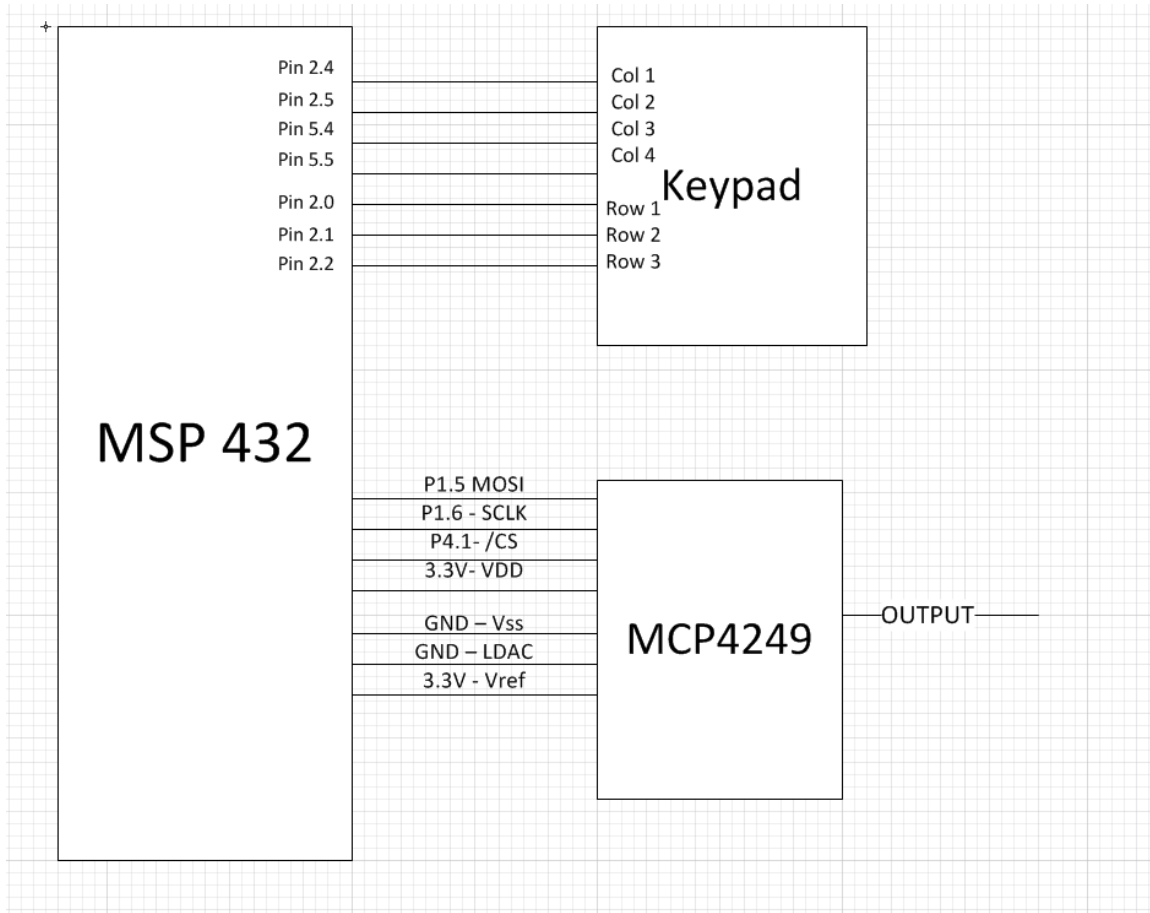 Pin 2.4
Pin 2.5
Pin 5.4
Pin 5.5
Pin 2.0
Pin 2.1
Pin 2.2
Col 1
Col 2
Col 3
Col 4
Keypad
Row 1
Row 2
Row 3
MSP 432
P1.5 MOSI
P1.6 - SCLK
P4.1- /CS
3.3V- VDD
GND – Vss
GND – LDAC
3.3V - Vref
MCP4249
OUTPUT